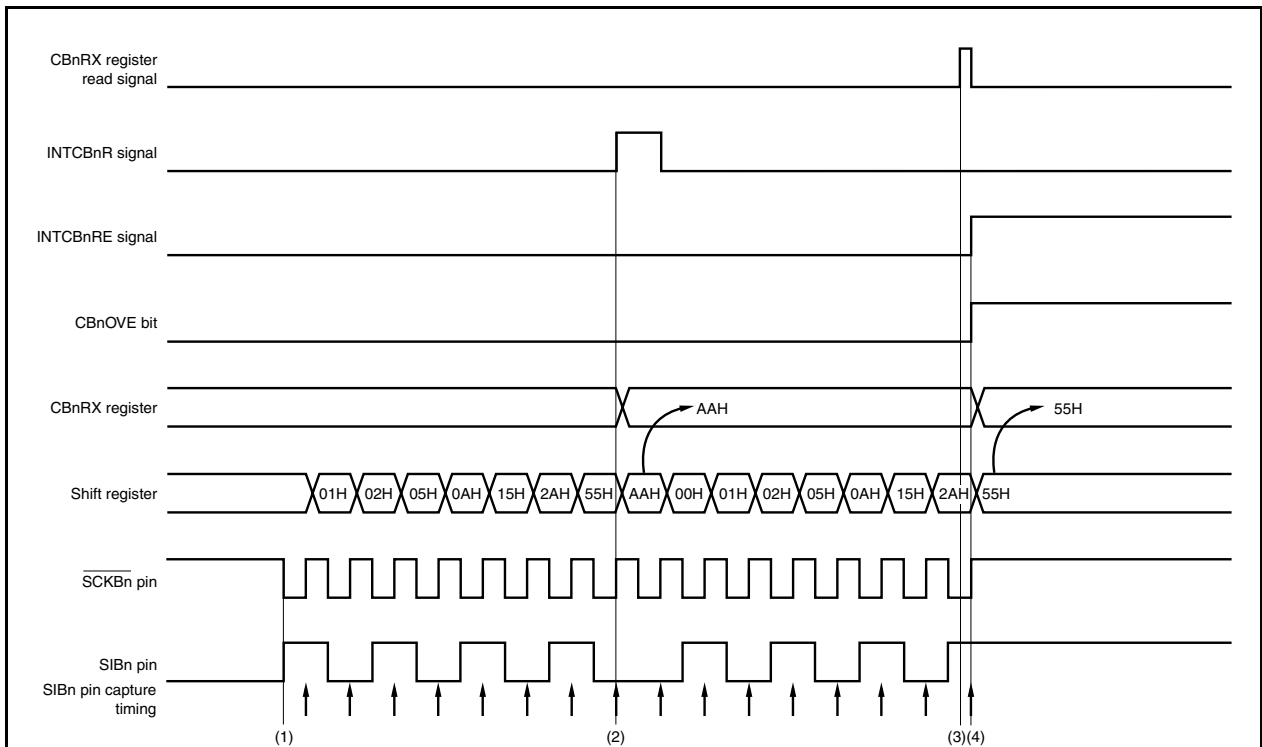 CBnRX register
read signal
INTCBnR signal
INTCBnRE signal
CBnOVE bit
CBnRX register
AAH
55H
Shift register
01H 02H 05H 0AH 15H 2AH 55H AAH 00H 01H 02H 05H 0AH 15H 2AH 55H
SCKBn pin
SIBn pin
SIBn pin capture
timing
(1) (2) (3)(4)